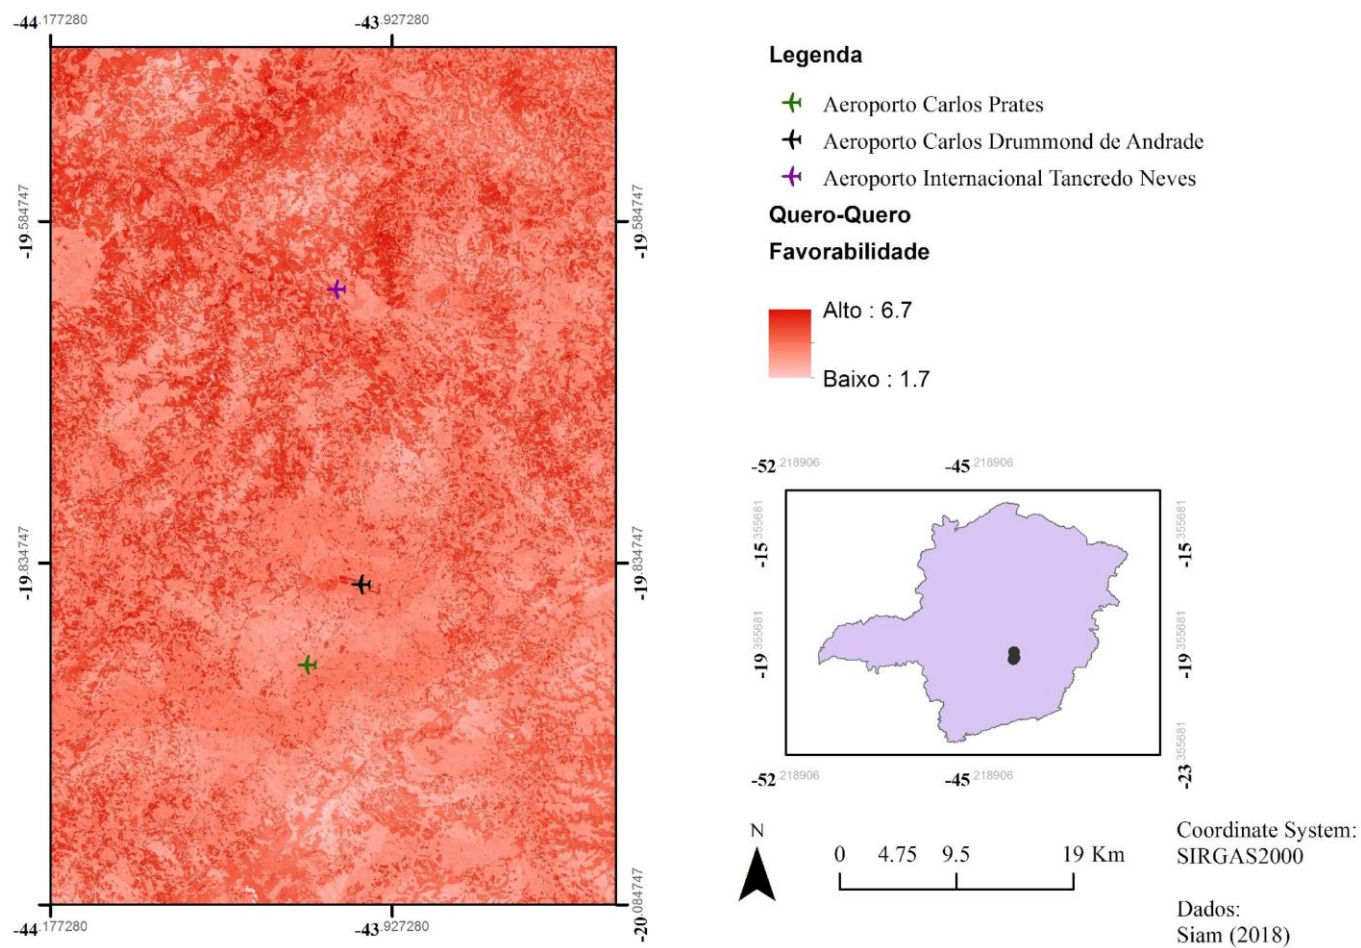 -44.177280
-43.927280
-19.584747
-19.584747
-19.834747
-19.834747
-20.084747
-44.177280
-43.927280
Legenda
Aeroporto Carlos Prates
Aeroporto Carlos Drummond de Andrade
Aeroporto Internacional Tancredo Neves
Quero-Quero
Favorabilidade
Alto : 6.7
Baixo : 1.7
-52.218906
-45.218906
-15.355681
-15.355681
-19.355681
-19.355681
-23.355681
-52.218906
-45.218906
N
0 4.75 9.5 19 Km
Coordinate System:
SIRGAS2000
Dados:
Siam (2018)